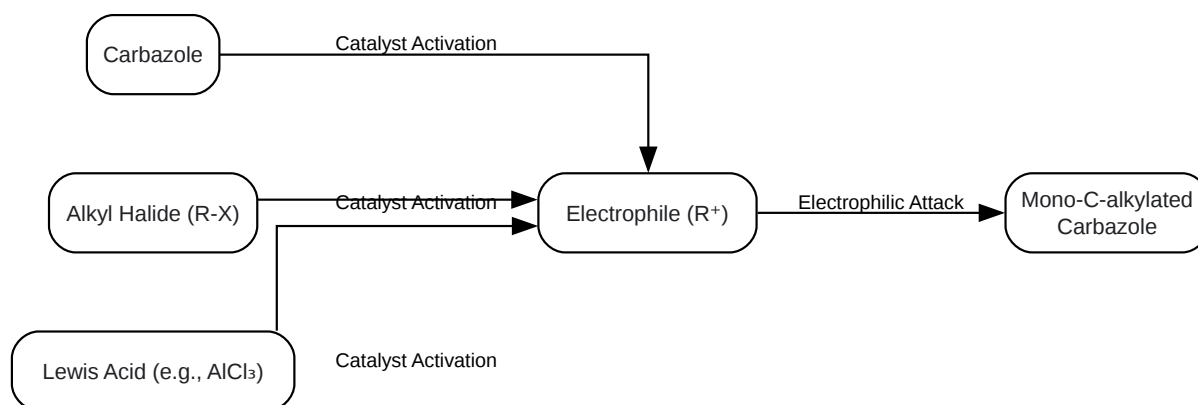 Carbazole
Catalyst Activation
Alkyl Halide (R-X)
Catalyst Activation
Electrophile (R⁺)
Electrophilic Attack
Mono-C-alkylated
Carbazole
Lewis Acid (e.g., AlCl₃)
Catalyst Activation